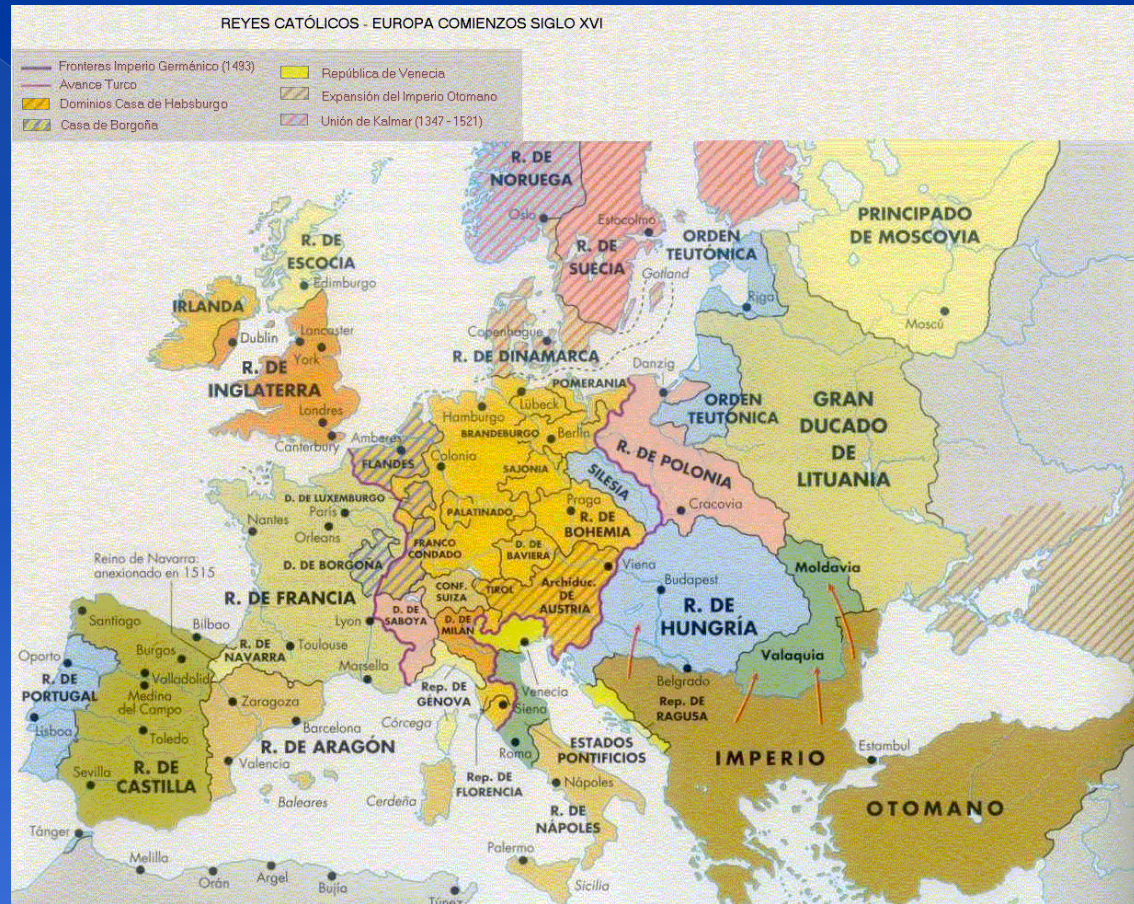 REYES CATÓLICOS - EUROPA COMIENZOS SIGLO XVI
Fronteras Imperio Germánico (1493)
Avance Turco
Dominios Casa de Habsburgo
Casa de Borgoña
República de Venecia
Expansión del Imperio Otomano
Unión de Kalmar (1347 - 1521)
R. DE
NORUEGA
Oslo
Estocolmo
R. DE
SUECIA
ORDEN
TEUTÓNICA
Gotland
Riga
PRINCIPADO
DE MOSCOVIA
Moscú
R. DE
ESCOCIA
Edimburgo
IRLANDA
Dublin
Lancaster
York
R. DE
INGLATERRA
Londres
Canterbury
Copenhague
R. DE DINAMARCA
Danzig
POMERANIA
Lübeck
Hamburgo
BRANDEBURGO
Berlín
ORDEN
TEUTÓNICA
GRAN
DUCADO
DE
LITUANIA
Amberes
FLANDES
Colonia
SAJONIA
SILESIA
R. DE POLONIA
Cracovia
D. DE LUXEMBURGO
París
Nantes
Orleans
PALATINADO
Praga
R. DE
BOHEMIA
FRANCO
CONDADO
D. DE
BAVIERA
D. DE BORGOÑA
Viena
Moldavia
Reino de Navarra:
anexionado en 1515
R. DE FRANCIA
CONF.
SUIZA
TIROL
Archiduc.
DE
AUSTRIA
Budapest
R. DE
HUNGRÍA
Lyon
D. DE
SABOYA
D. DE
MILAN
Santiago
Bilbao
Burgos
R. DE
NAVARRA
Toulouse
Marsella
Valaquia
Oporto
R. DE
PORTUGAL
Valladolid
Medina
del Campo
Zaragoza
Rep. DE
GÉNOVA
Venecia
Siena
Belgrado
Rep. DE
RAGUSA
Lisboa
Toledo
Barcelona
Córcega
R. DE ARAGÓN
Roma
ESTADOS
PONTIFICIOS
IMPERIO
Estambul
Sevilla
R. DE
CASTILLA
Valencia
Baleares
Cerdeña
Rep. DE
FLORENCIA
Nápoles
R. DE
NÁPOLES
OTOMANO
Tánger
Melilla
Orán
Argel
Bujía
Palermo
Sicilia
Túnez